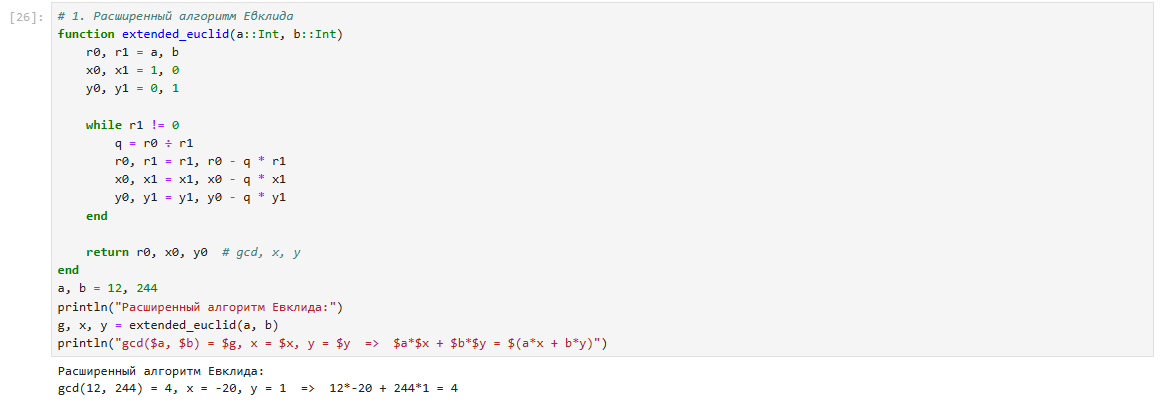 [26]: # 1. Расширенный алгоритм Евклида
function extended_euclid(a::Int, b::Int)
    r0, r1 = a, b
    x0, x1 = 1, 0
    y0, y1 = 0, 1

    while r1 != 0
        q = r0 ÷ r1
        r0, r1 = r1, r0 - q * r1
        x0, x1 = x1, x0 - q * x1
        y0, y1 = y1, y0 - q * y1
    end

    return r0, x0, y0  # gcd, x, y
end
a, b = 12, 244
println("Расширенный алгоритм Евклида:")
g, x, y = extended_euclid(a, b)
println("gcd($a, $b) = $g, x = $x, y = $y  =>  $a*$x + $b*$y = $(a*x + b*y)")
Расширенный алгоритм Евклида:
gcd(12, 244) = 4, x = -20, y = 1  =>  12*-20 + 244*1 = 4